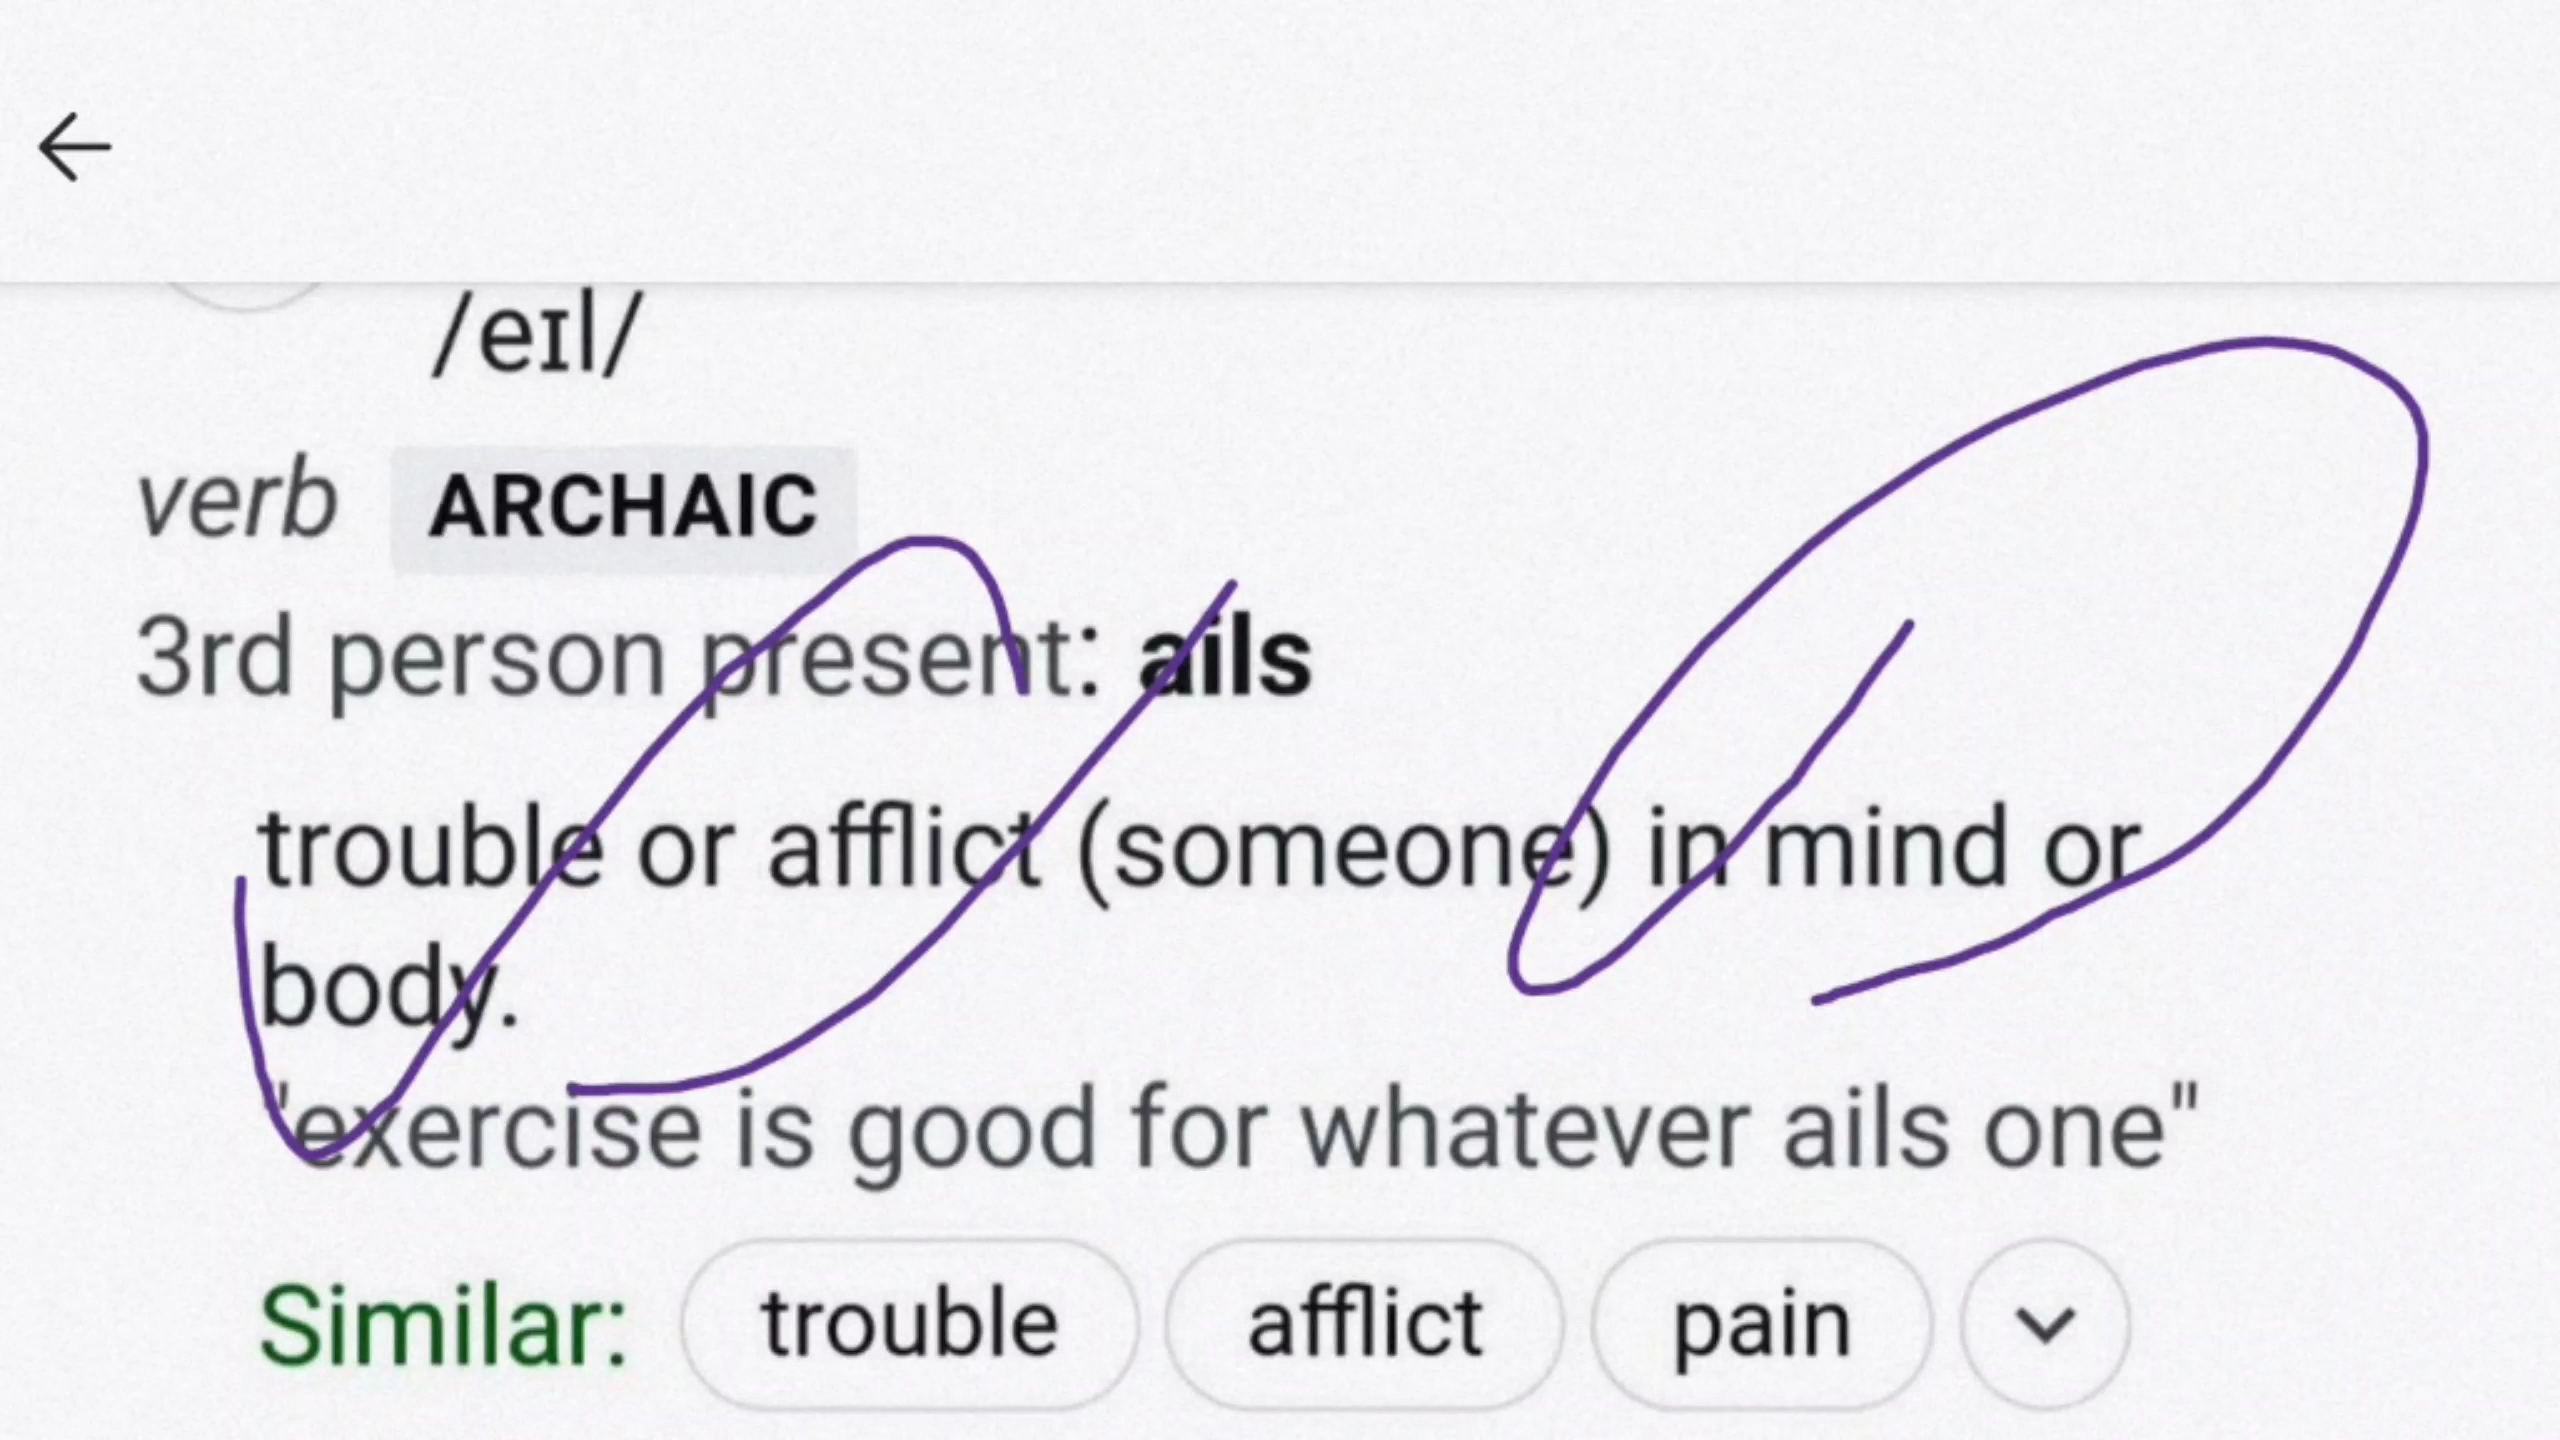 /eɪl/
verb ARCHAIC
3rd person present: ails
trouble or afflict (someone) in mind or
body.
"exercise is good for whatever ails one"
Similar: trouble afflict pain